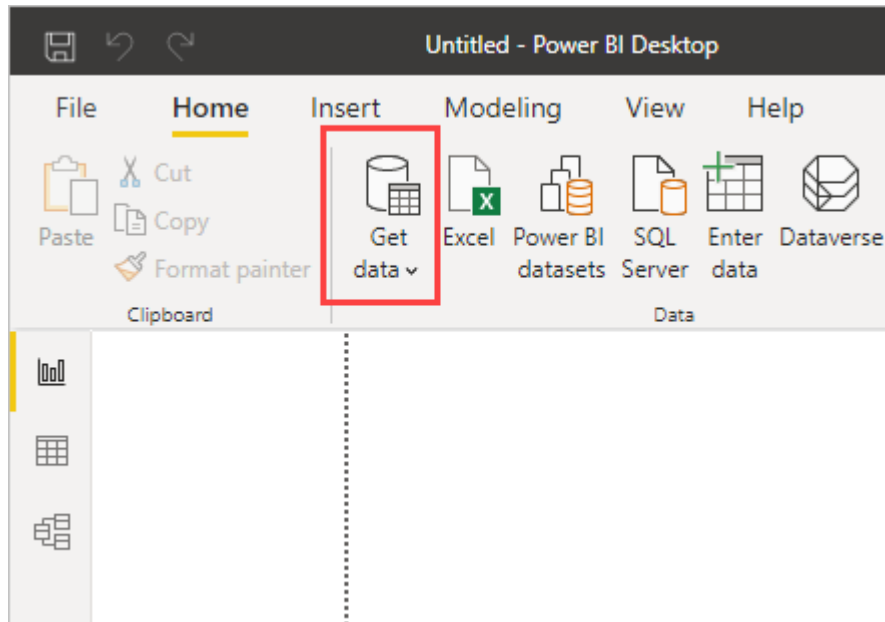 Untitled - Power BI Desktop
File Home Insert Modeling View Help
Cut
Copy
Paste
Format painter
Clipboard
Get
data
Excel
Power BI
datasets
SQL
Server
Enter
data
Dataverse
Data